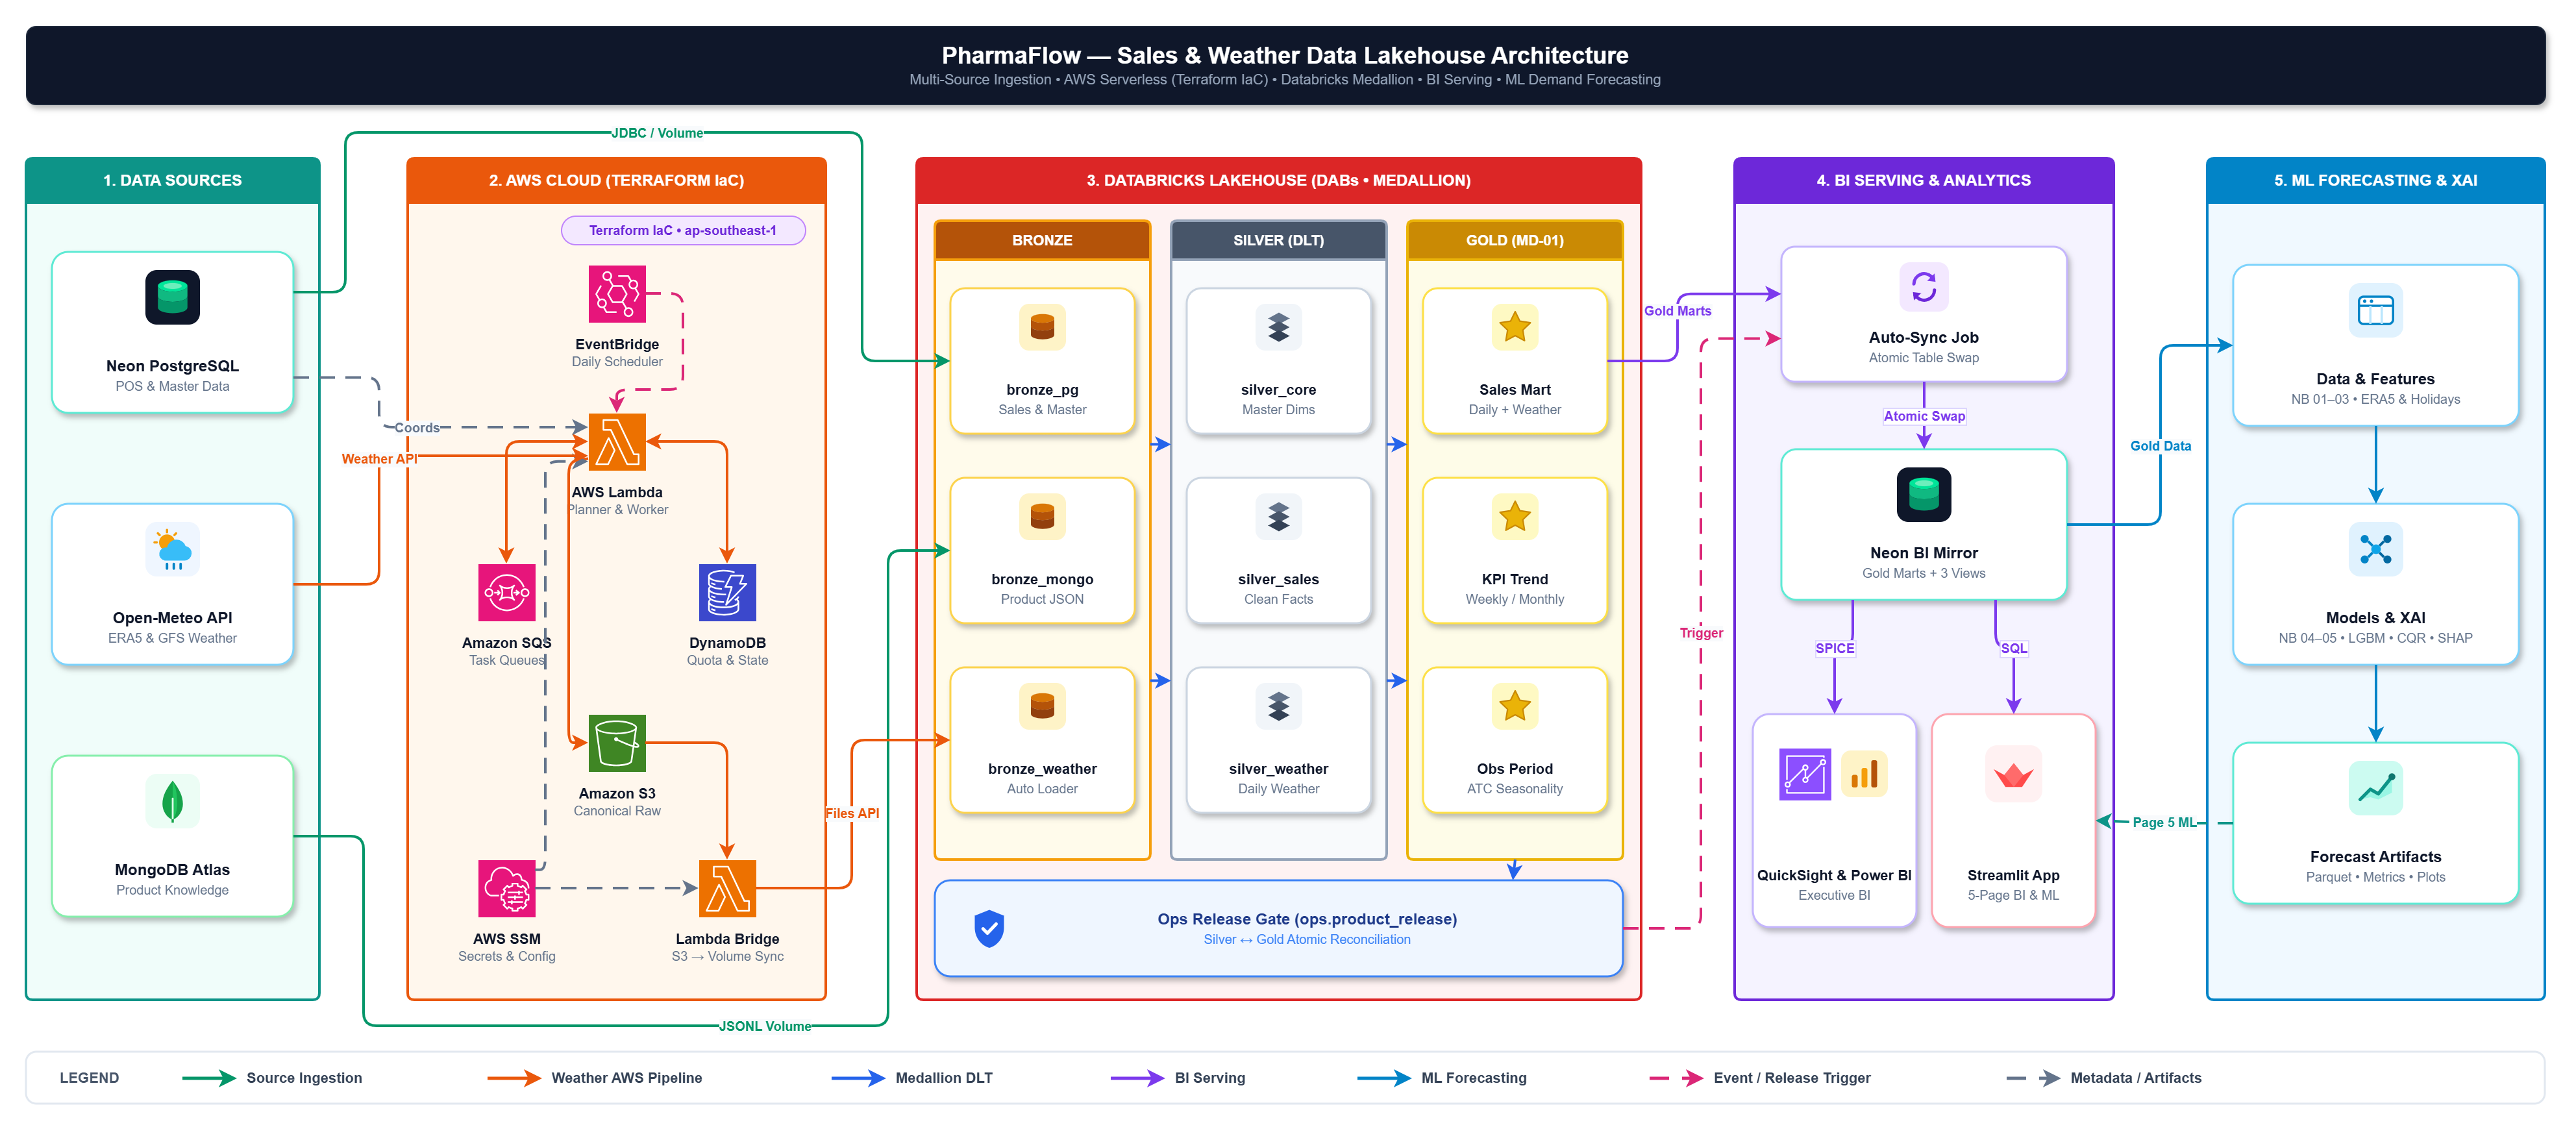 PharmaFlow — Sales & Weather Data Lakehouse Architecture
Multi-Source Ingestion • AWS Serverless (Terraform IaC) • Databricks Medallion • BI Serving • ML Demand Forecasting
JDBC / Volume
1. DATA SOURCES
Neon PostgreSQL
POS & Master Data
Open-Meteo API
ERA5 & GFS Weather
MongoDB Atlas
Product Knowledge
Coords
Weather API
2. AWS CLOUD (TERRAFORM IaC)
Terraform IaC • ap-southeast-1
EventBridge
Daily Scheduler
AWS Lambda
Planner & Worker
Amazon SQS
Task Queues
DynamoDB
Quota & State
Amazon S3
Canonical Raw
AWS SSM
Secrets & Config
Lambda Bridge
S3 → Volume Sync
Files API
JSONL Volume
3. DATABRICKS LAKEHOUSE (DABs • MEDALLION)
BRONZE
bronze_pg
Sales & Master
bronze_mongo
Product JSON
bronze_weather
Auto Loader
SILVER (DLT)
silver_core
Master Dims
silver_sales
Clean Facts
silver_weather
Daily Weather
GOLD (MD-01)
Sales Mart
Daily + Weather
KPI Trend
Weekly / Monthly
Obs Period
ATC Seasonality
Ops Release Gate (ops.product_release)
Silver ↔ Gold Atomic Reconciliation
Gold Marts
Trigger
4. BI SERVING & ANALYTICS
Auto-Sync Job
Atomic Table Swap
Atomic Swap
Neon BI Mirror
Gold Marts + 3 Views
SPICE
SQL
QuickSight & Power BI
Executive BI
Streamlit App
5-Page BI & ML
Gold Data
Page 5 ML
5. ML FORECASTING & XAI
Data & Features
NB 01–03 • ERA5 & Holidays
Models & XAI
NB 04–05 • LGBM • CQR • SHAP
Forecast Artifacts
Parquet • Metrics • Plots
LEGEND
Source Ingestion
Weather AWS Pipeline
Medallion DLT
BI Serving
ML Forecasting
Event / Release Trigger
Metadata / Artifacts